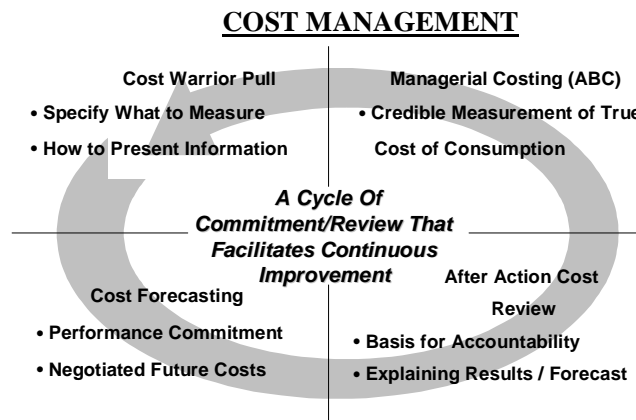 COST MANAGEMENT
Cost Warrior Pull
• Specify What to Measure
• How to Present Information
Managerial Costing (ABC)
• Credible Measurement of True
Cost of Consumption
A Cycle Of
Commitment/Review That
Facilitates Continuous
Improvement
Cost Forecasting
• Performance Commitment
• Negotiated Future Costs
After Action Cost
Review
• Basis for Accountability
• Explaining Results / Forecast